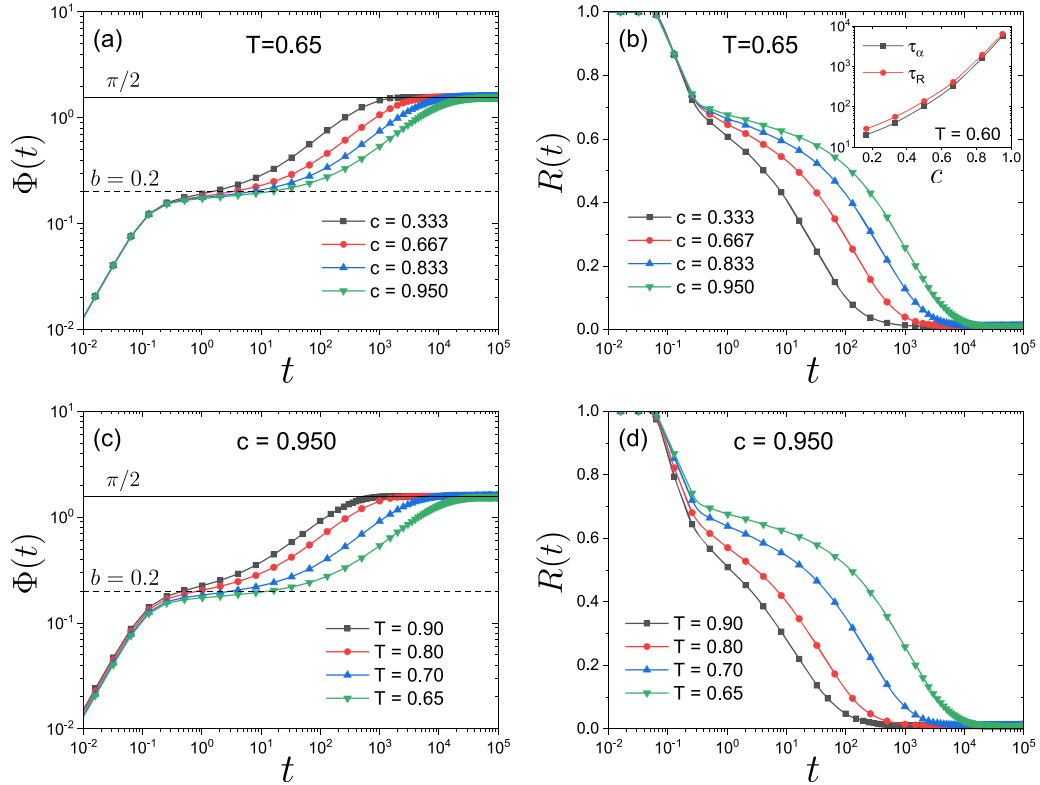 (a)
T=0.65
Φ(t)
10¹
10⁰
10⁻¹
10⁻²
π/2
b = 0.2
c = 0.333
c = 0.667
c = 0.833
c = 0.950
10⁻² 10⁻¹ 10⁰ 10¹ 10² 10³ 10⁴ 10⁵
t
(b)
T=0.65
R(t)
1.0
0.8
0.6
0.4
0.2
0.0
10⁴
10³
10²
10¹
τα
τR
T = 0.60
0.2 0.4 0.6 0.8 1.0
c
c = 0.333
c = 0.667
c = 0.833
c = 0.950
10⁻² 10⁻¹ 10⁰ 10¹ 10² 10³ 10⁴ 10⁵
t
(c)
c = 0.950
Φ(t)
10¹
10⁰
10⁻¹
10⁻²
π/2
b = 0.2
T = 0.90
T = 0.80
T = 0.70
T = 0.65
10⁻² 10⁻¹ 10⁰ 10¹ 10² 10³ 10⁴ 10⁵
t
(d)
c = 0.950
R(t)
1.0
0.8
0.6
0.4
0.2
0.0
T = 0.90
T = 0.80
T = 0.70
T = 0.65
10⁻² 10⁻¹ 10⁰ 10¹ 10² 10³ 10⁴ 10⁵
t